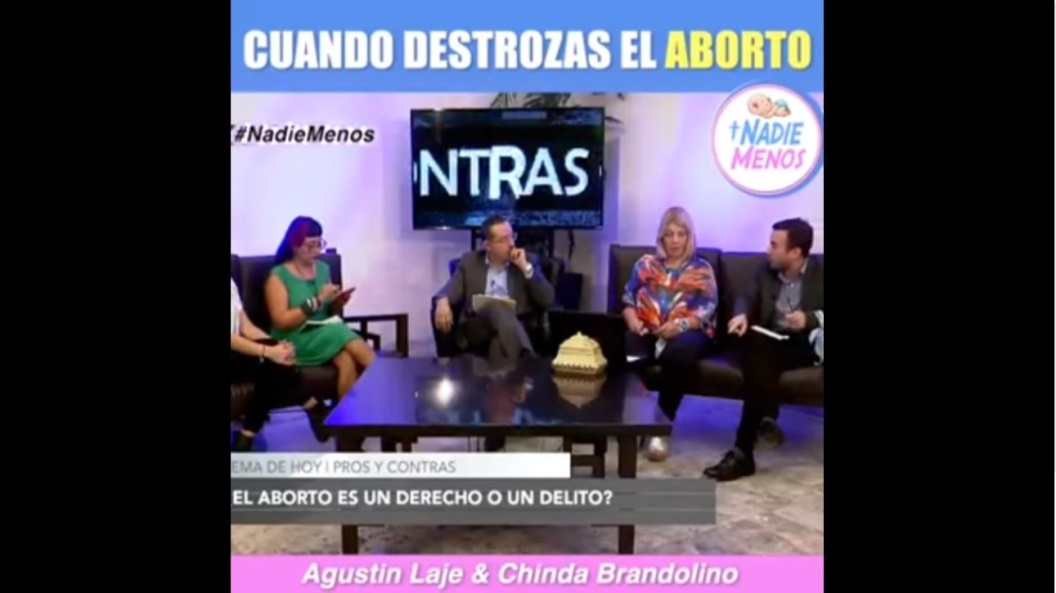 CUANDO DESTROZAS EL ABORTO
#NadieMenos
NADIE
MENOS
NTRAS
EMA DE HOY | PROS Y CONTRAS
EL ABORTO ES UN DERECHO O UN DELITO?
Agustin Laje & Chinda Brandolino